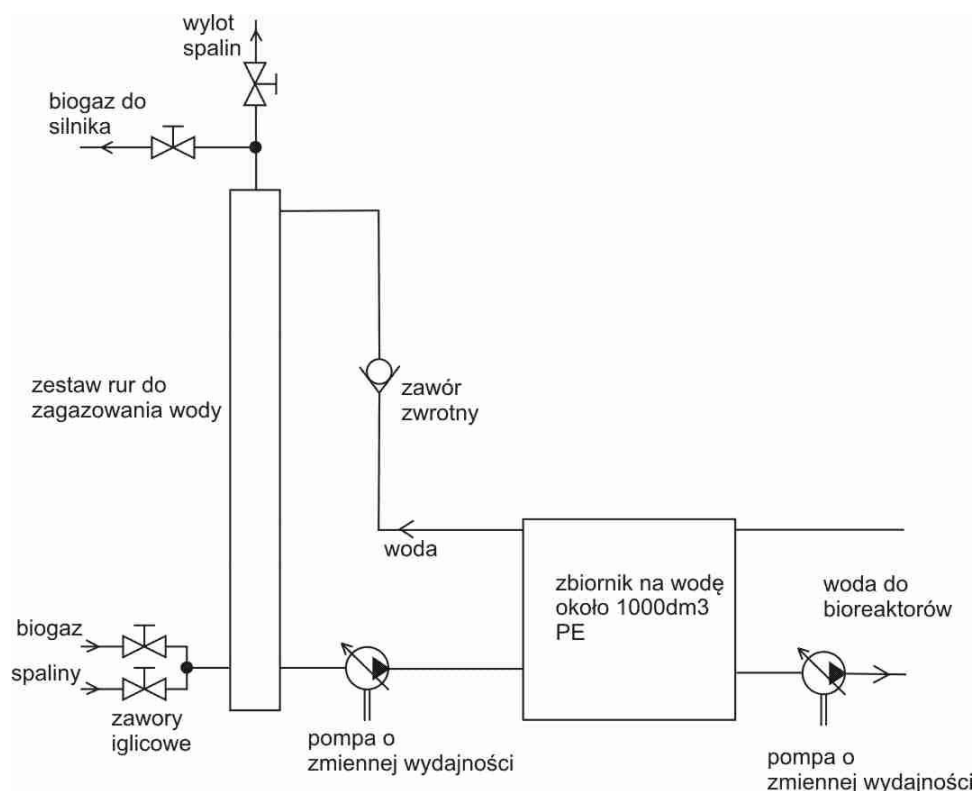 wylot
spalin
biogaz do
silnika
zestaw rur do
zagazowania wody
zawór
zwrotny
woda
zbiornik na wodę
około 1000dm3
PE
woda do
bioreaktorów
biogaz
spaliny
zawory
iglicowe
pompa o
zmiennej wydajności
pompa o
zmiennej wydajności